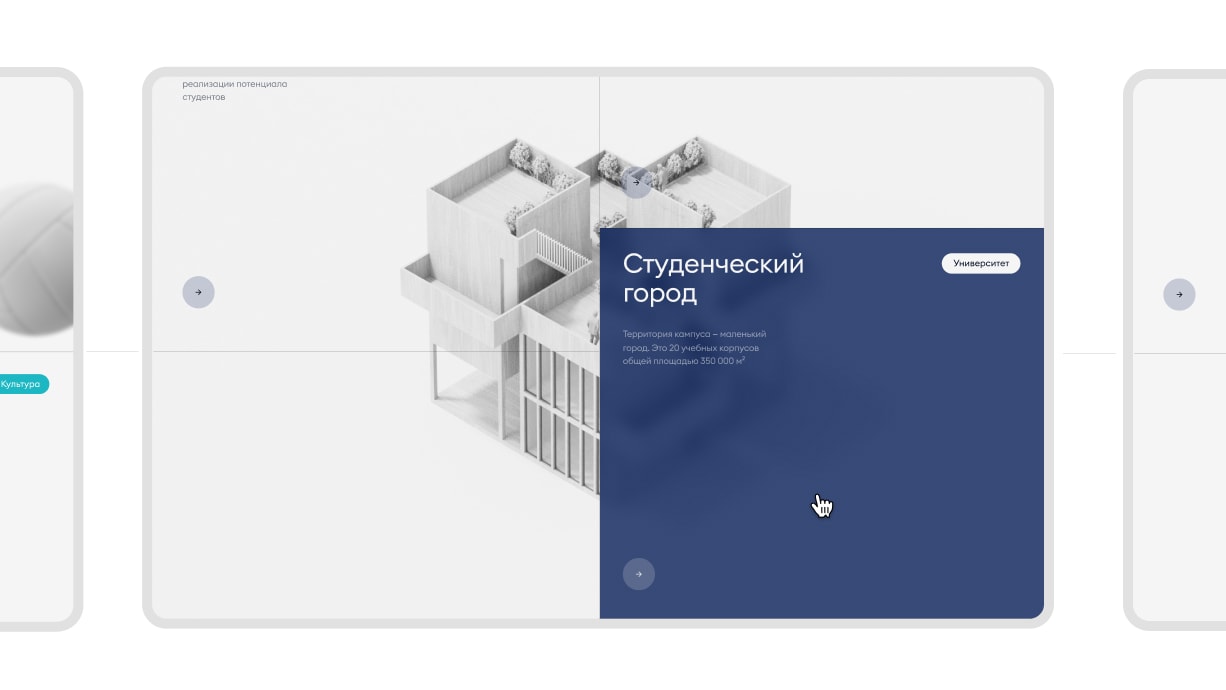 реализации потенциала
студентов
Культура
Студенческий
город
Университет
Территория кампуса – маленький
город. Это 20 учебных корпусов
общей площадью 350 000 м²